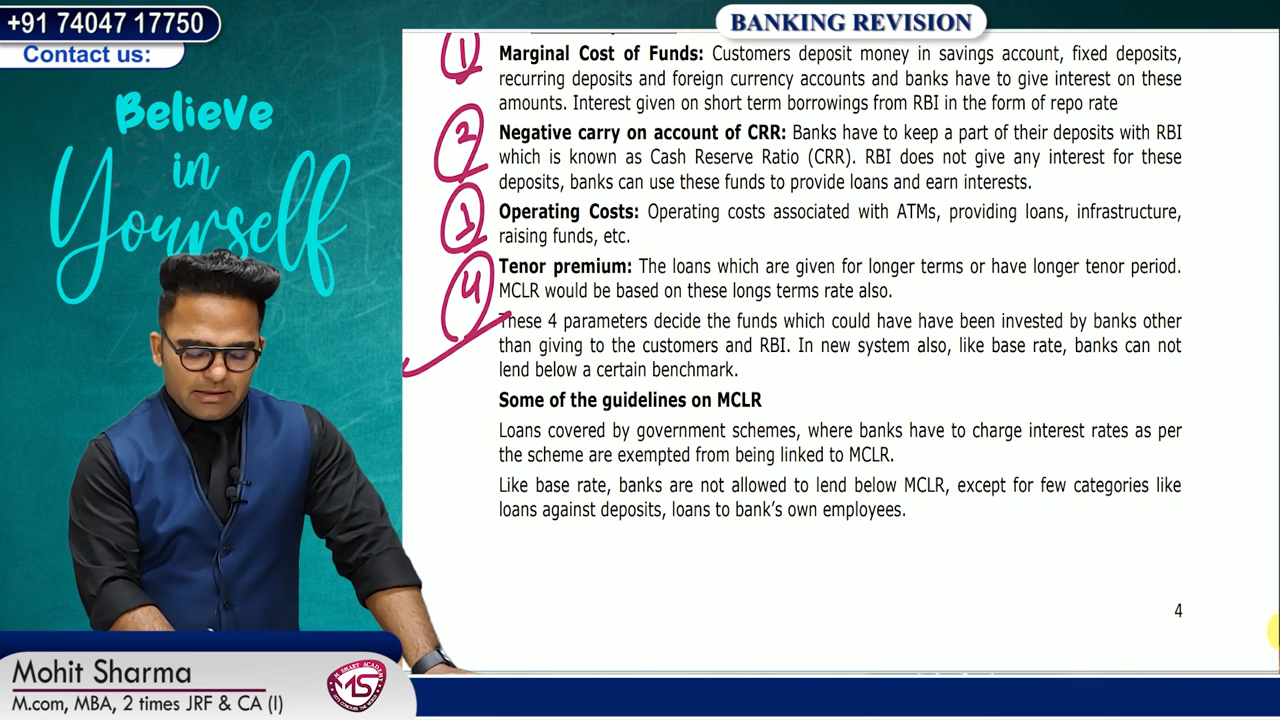 +91 74047 17750
Contact us:
BANKING REVISION
Believe
in
Yourself
1
Marginal Cost of Funds: Customers deposit money in savings account, fixed deposits,
recurring deposits and foreign currency accounts and banks have to give interest on these
amounts. Interest given on short term borrowings from RBI in the form of repo rate
2
Negative carry on account of CRR: Banks have to keep a part of their deposits with RBI
which is known as Cash Reserve Ratio (CRR). RBI does not give any interest for these
deposits, banks can use these funds to provide loans and earn interests.
3
Operating Costs: Operating costs associated with ATMs, providing loans, infrastructure,
raising funds, etc.
4
Tenor premium: The loans which are given for longer terms or have longer tenor period.
MCLR would be based on these longs terms rate also.
These 4 parameters decide the funds which could have have been invested by banks other
than giving to the customers and RBI. In new system also, like base rate, banks can not
lend below a certain benchmark.
Some of the guidelines on MCLR
Loans covered by government schemes, where banks have to charge interest rates as per
the scheme are exempted from being linked to MCLR.
Like base rate, banks are not allowed to lend below MCLR, except for few categories like
loans against deposits, loans to bank's own employees.
4
Mohit Sharma
M.com, MBA, 2 times JRF & CA (I)
MS